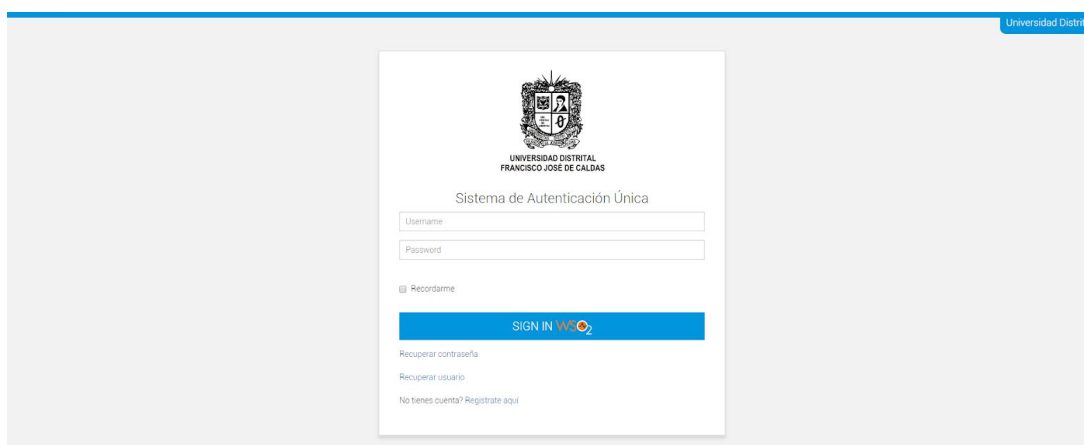 Universidad Distrit
UNIVERSIDAD DISTRITAL
FRANCISCO JOSÉ DE CALDAS
Sistema de Autenticación Única
Username
Password
Recordarme
SIGN IN WSO2
Recuperar contraseña
Recuperar usuario
No tienes cuenta? Registrate aquí